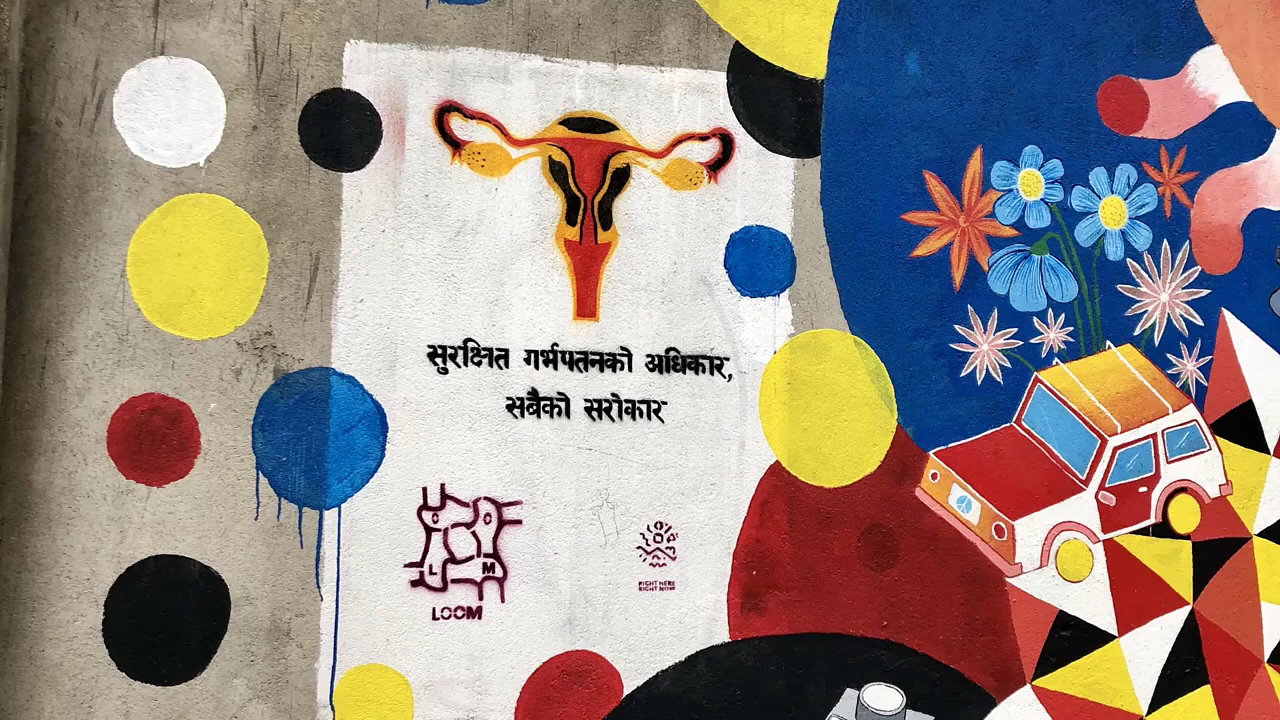 सुरक्षित गर्भपतनको अधिकार,
सबैको सरोकार
L M
LOOM
RIGHT HERE
RIGHT NOW